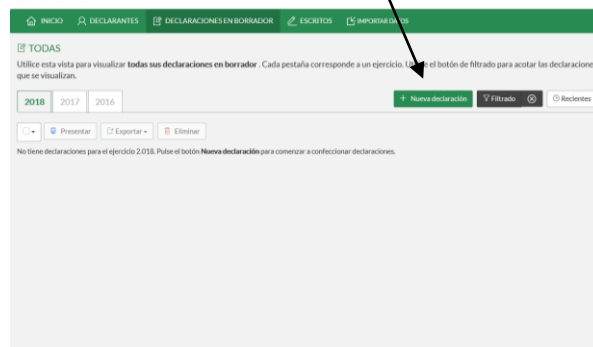 INICIO DECLARANTES DECLARACIONES EN BORRADOR ESCRITOS IMPORTAR DATOS
TODAS
Utilice esta vista para visualizar todas sus declaraciones en borrador . Cada pestaña corresponde a un ejercicio. el botón de filtrado para acotar las declaracione
que se visualizan.
2018 2017 2016 + Nueva declaración Filtrado Recientes
Presentar Exportar Eliminar
No tiene declaraciones para el ejercicio 2.018. Pulse el botón Nueva declaración para comenzar a confeccionar declaraciones.